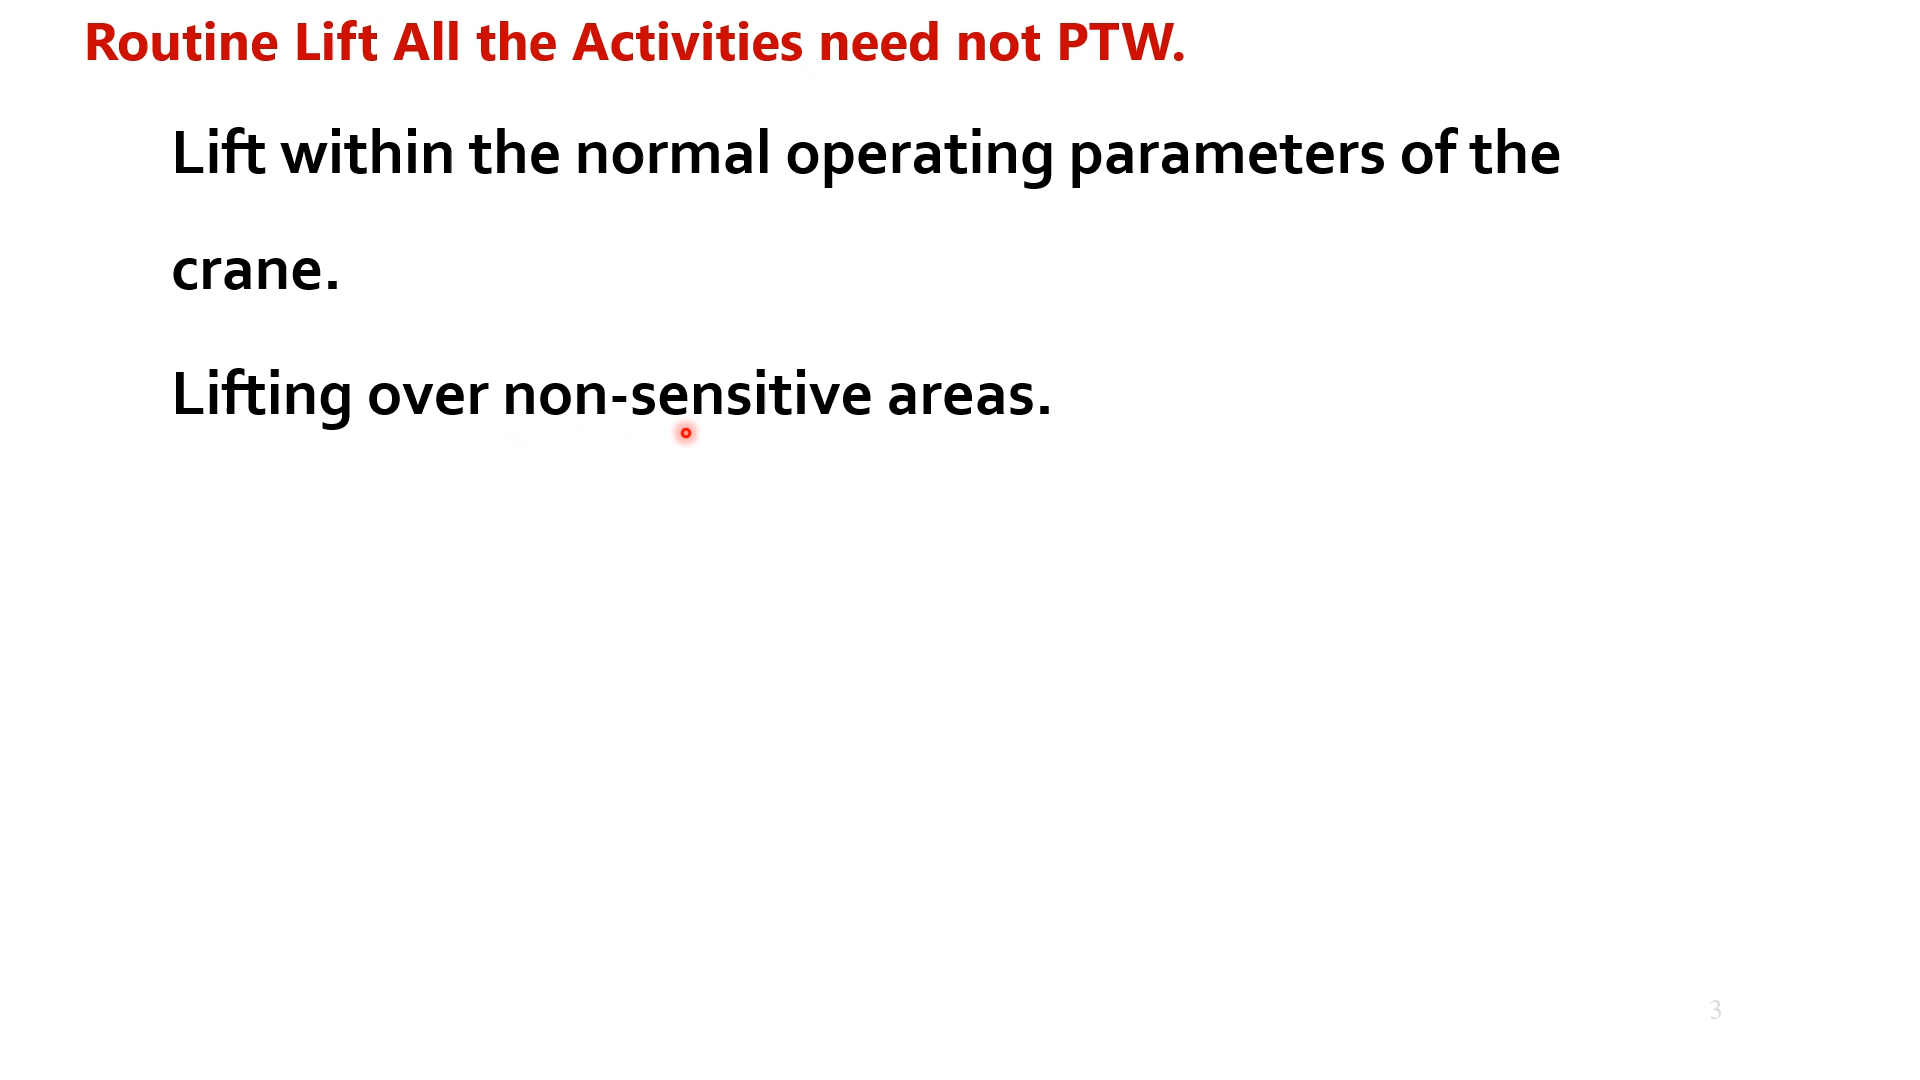 Routine Lift All the Activities need not PTW.
Lift within the normal operating parameters of the
crane.
Lifting over non-sensitive areas.
3